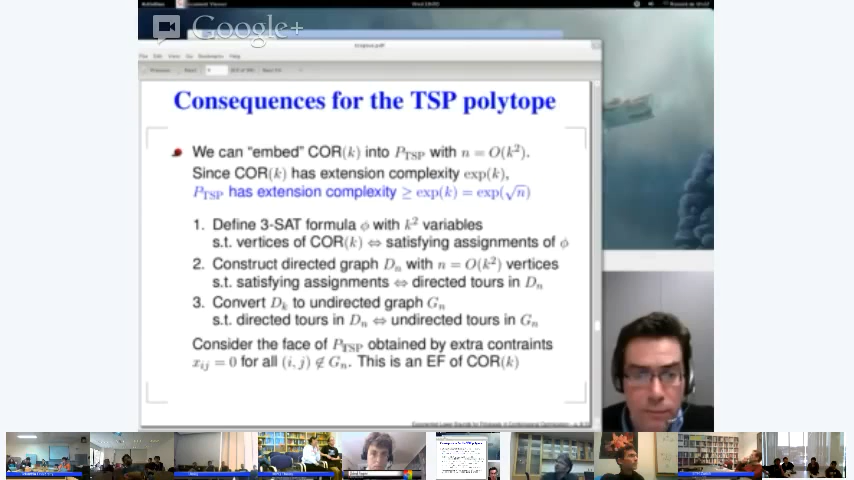 Google+
Consequences for the TSP polytope
We can "embed" COR(k) into P_TSP with n = O(k²).
Since COR(k) has extension complexity exp(k),
P_TSP has extension complexity ≥ exp(k) = exp(√n)
1. Define 3-SAT formula ϕ with k² variables
s.t. vertices of COR(k) ⇔ satisfying assignments of ϕ
2. Construct directed graph D_n with n = O(k²) vertices
s.t. satisfying assignments ⇔ directed tours in D_n
3. Convert D_k to undirected graph G_n
s.t. directed tours in D_n ⇔ undirected tours in G_n
Consider the face of P_TSP obtained by extra contraints
x_ij = 0 for all (i, j) ∉ G_n. This is an EF of COR(k)